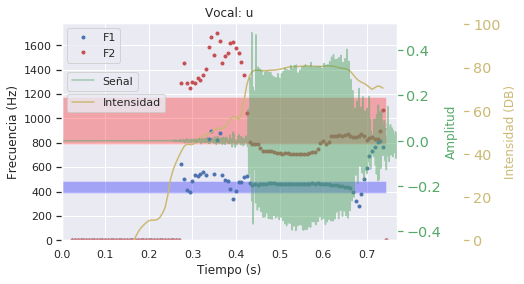 Vocal: u
F1
F2
Señal
Intensidad
Frecuencia (Hz)
1600
1400
1200
1000
800
600
400
200
0
0.0 0.1 0.2 0.3 0.4 0.5 0.6 0.7
Tiempo (s)
0.4
0.2
0.0
−0.2
−0.4
Amplitud
100
80
60
40
20
0
Intensidad (DB)